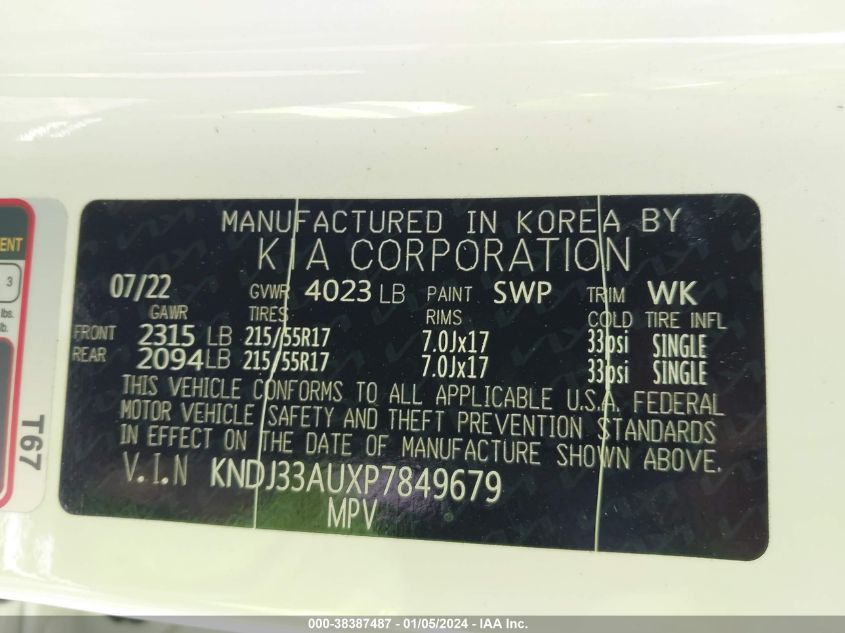 MANUFACTURED IN KOREA BY
KIA CORPORATION
07/22 GVWR 4023 LB PAINT SWP TRIM WK
GAWR TIRES RIMS COLD TIRE INFL
FRONT 2315 LB 215/55R17 7.0Jx17 33psi SINGLE
REAR 2094 LB 215/55R17 7.0Jx17 33psi SINGLE
THIS VEHICLE CONFORMS TO ALL APPLICABLE U.S.A. FEDERAL
MOTOR VEHICLE SAFETY AND THEFT PREVENTION STANDARDS
IN EFFECT ON THE DATE OF MANUFACTURE SHOWN ABOVE.
V.I.N KNDJ33AUXP7849679
MPV
3
lbs.
lb.
T67
000-38387487 - 01/05/2024 - IAA Inc.